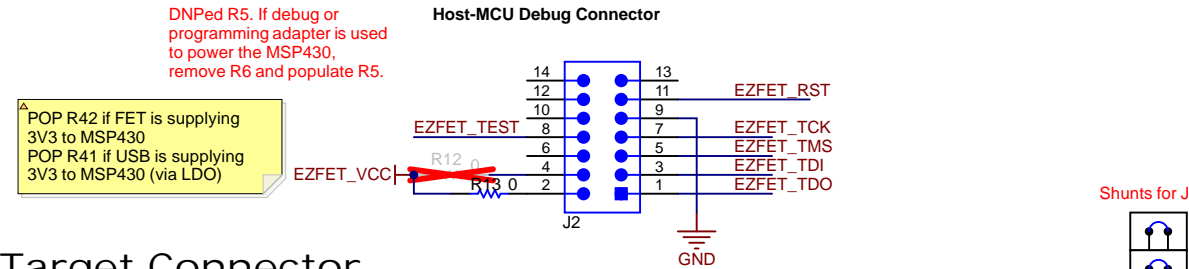 DNPed R5. If debug or
programming adapter is used
to power the MSP430,
remove R6 and populate R5.
Host-MCU Debug Connector
POP R42 if FET is supplying
3V3 to MSP430
POP R41 if USB is supplying
3V3 to MSP430 (via LDO)
14 13
12 11 EZFET_RST
10 9
EZFET_TEST 8 7 EZFET_TCK
6 5 EZFET_TMS
R12 0
EZFET_VCC 4 3 EZFET_TDI
R13 0 2 1 EZFET_TDO
J2
GND
Shunts for J
Target Connector